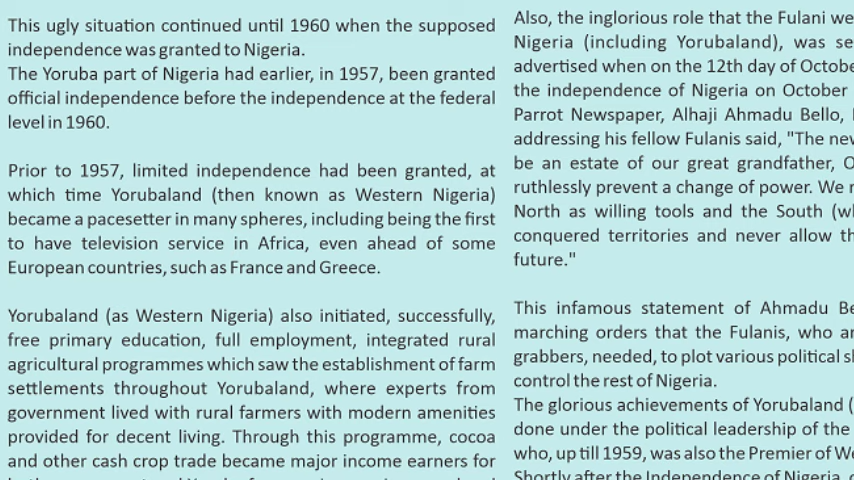 This ugly situation continued until 1960 when the supposed
independence was granted to Nigeria.
The Yoruba part of Nigeria had earlier, in 1957, been granted
official independence before the independence at the federal
level in 1960.
Prior to 1957, limited independence had been granted, at
which time Yorubaland (then known as Western Nigeria)
became a pacesetter in many spheres, including being the first
to have television service in Africa, even ahead of some
European countries, such as France and Greece.
Yorubaland (as Western Nigeria) also initiated, successfully,
free primary education, full employment, integrated rural
agricultural programmes which saw the establishment of farm
settlements throughout Yorubaland, where experts from
government lived with rural farmers with modern amenities
provided for decent living. Through this programme, cocoa
and other cash crop trade became major income earners for
Also, the inglorious role that the Fulani
Nigeria (including Yorubaland), was
advertised when on the 12th day of
the independence of Nigeria on October
Parrot Newspaper, Alhaji Ahmadu Bello,
addressing his fellow Fulanis said, "The
be an estate of our great grandfather,
ruthlessly prevent a change of power. We
North as willing tools and the South
conquered territories and never allow
future."
This infamous statement of Ahmadu
marching orders that the Fulanis, who
grabbers, needed, to plot various political
control the rest of Nigeria.
The glorious achievements of Yorubaland (
done under the political leadership of the
who, up till 1959, was also the Premier of
Shortly after the Independence of Nigeria,